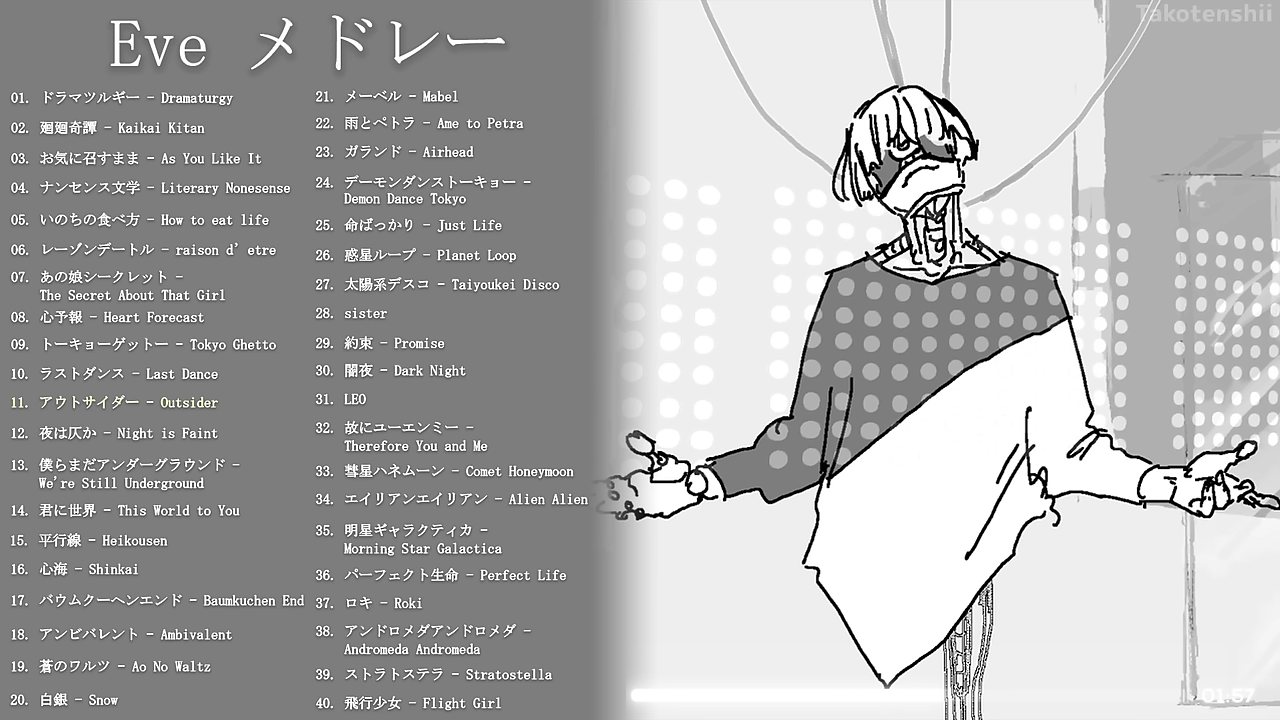 Takotenshii
Eve メドレー
01. ドラマツルギー - Dramaturgy
02. 廻廻奇譚 - Kaikai Kitan
03. お気に召すまま - As You Like It
04. ナンセンス文学 - Literary Nonesense
05. いのちの食べ方 - How to eat life
06. レーゾンデートル - raison d' etre
07. あの娘シークレット -
The Secret About That Girl
08. 心予報 - Heart Forecast
09. トーキョーゲットー - Tokyo Ghetto
10. ラストダンス - Last Dance
11. アウトサイダー - Outsider
12. 夜は仄か - Night is Faint
13. 僕らまだアンダーグラウンド -
We're Still Underground
14. 君に世界 - This World to You
15. 平行線 - Heikousen
16. 心海 - Shinkai
17. バウムクーヘンエンド - Baumkuchen End
18. アンビバレント - Ambivalent
19. 蒼のワルツ - Ao No Waltz
20. 白銀 - Snow
21. メーベル - Mabel
22. 雨とペトラ - Ame to Petra
23. ガランド - Airhead
24. デーモンダンストーキョー -
Demon Dance Tokyo
25. 命ばっかり - Just Life
26. 惑星ループ - Planet Loop
27. 太陽系デスコ - Taiyoukei Disco
28. sister
29. 約束 - Promise
30. 闇夜 - Dark Night
31. LEO
32. 故にユーエンミー -
Therefore You and Me
33. 彗星ハネムーン - Comet Honeymoon
34. エイリアンエイリアン - Alien Alien
35. 明星ギャラクティカ -
Morning Star Galactica
36. パーフェクト生命 - Perfect Life
37. ロキ - Roki
38. アンドロメダアンドロメダ -
Andromeda Andromeda
39. ストラトステラ - Stratostella
40. 飛行少女 - Flight Girl
01:57